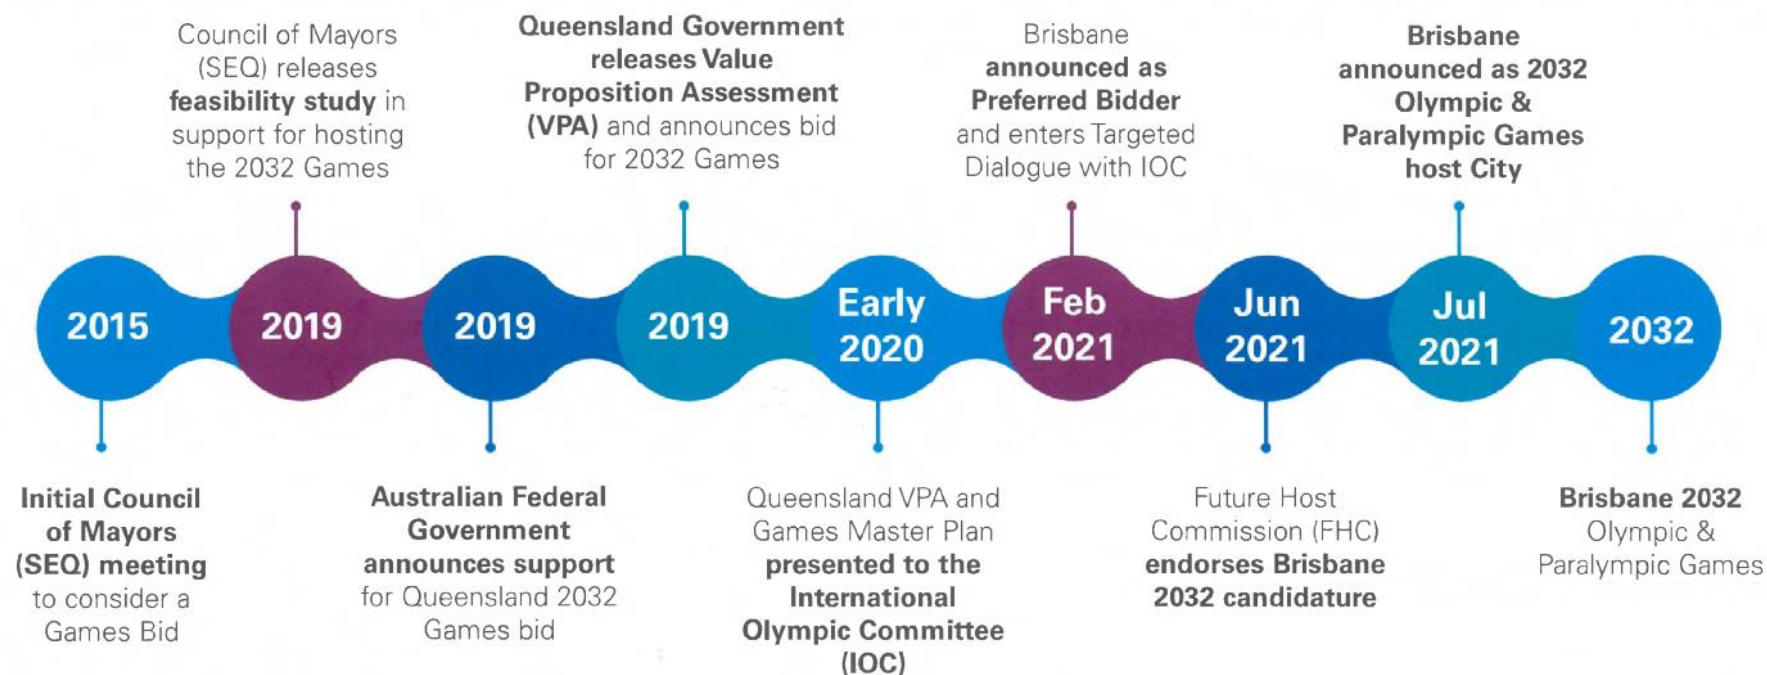 Council of Mayors
(SEQ) releases
feasibility study in
support for hosting
the 2032 Games
Queensland Government
releases Value
Proposition Assessment
(VPA) and announces bid
for 2032 Games
Brisbane
announced as
Preferred Bidder
and enters Targeted
Dialogue with IOC
Brisbane
announced as 2032
Olympic &
Paralympic Games
host City
2015
2019
2019
2019
Early
2020
Feb
2021
Jun
2021
Jul
2021
2032
Initial Council
of Mayors
(SEQ) meeting
to consider a
Games Bid
Australian Federal
Government
announces support
for Queensland 2032
Games bid
Queensland VPA and
Games Master Plan
presented to the
International
Olympic Committee
(IOC)
Future Host
Commission (FHC)
endorses Brisbane
2032 candidature
Brisbane 2032
Olympic &
Paralympic Games